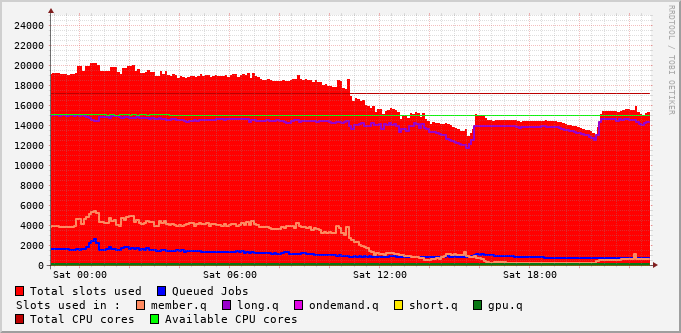 24000
22000
20000
18000
16000
14000
12000
10000
8000
6000
4000
2000
0
Sat 00:00 Sat 06:00 Sat 12:00 Sat 18:00
RRDTOOL / TOBI OETIKER
Total slots used Queued Jobs
Slots used in : member.q long.q ondemand.q short.q gpu.q
Total CPU cores Available CPU cores